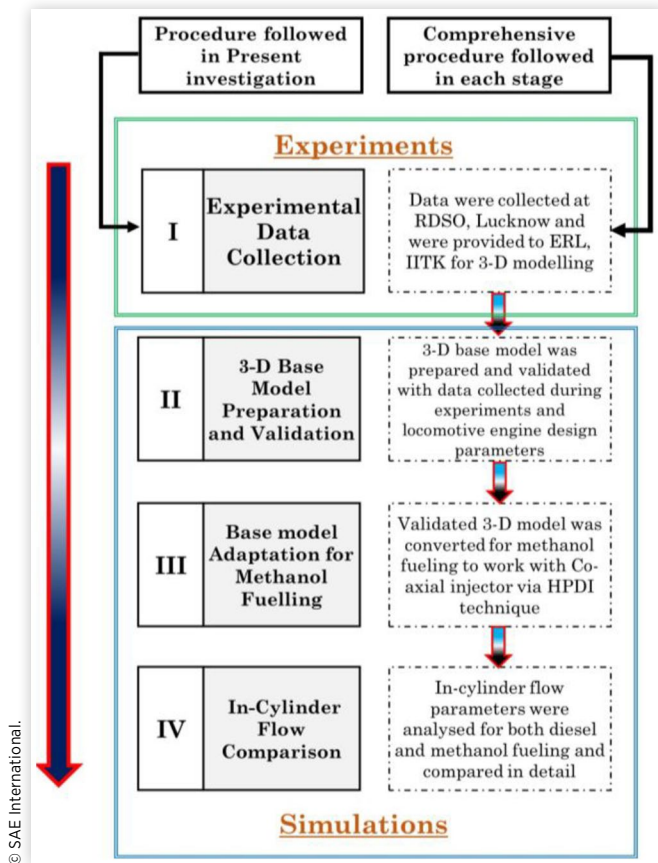 Procedure followed
in Present
investigation
Comprehensive
procedure followed
in each stage
Experiments
I
Experimental
Data
Collection
Data were collected at
RDSO, Lucknow and
were provided to ERL,
IITK for 3-D modelling
II
3-D Base
Model
Preparation
and Validation
3-D base model was
prepared and validated
with data collected during
experiments and
locomotive engine design
parameters
III
Base model
Adaptation for
Methanol
Fuelling
Validated 3-D model was
converted for methanol
fueling to work with Co-
axial injector via HPDI
technique
IV
In-Cylinder
Flow
Comparison
In-cylinder flow
parameters were
analysed for both diesel
and methanol fueling and
compared in detail
Simulations
© SAE International.